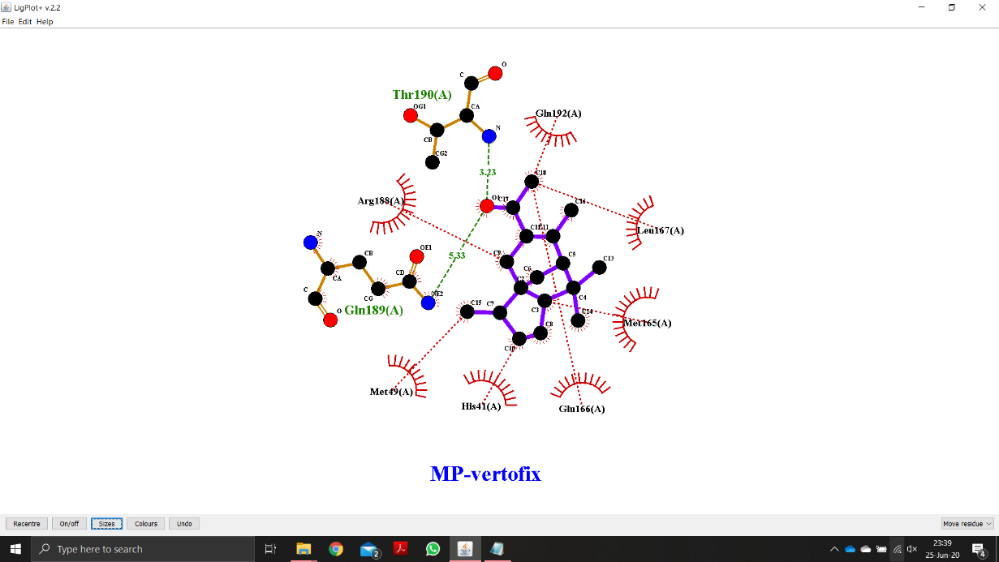 LigPlot+ v.2.2
File Edit Help
O
C
Thr190(A)
OG1
CA
Gln192(A)
N
CB
CG2
3.23
C18
Arg188(A)
O1
C17
C16
Leu167(A)
C11
N
OE1
5.33
C9
C5
C13
CB
C6
CA
CD
C2
C
CG
NE2
C4
O
Gln189(A)
C15
C7
C3
C14
C8
Met165(A)
C10
Met49(A)
His41(A)
Glu166(A)
MP-vertofix
Recentre On/off Sizes Colours Undo Move residue
Type here to search
2
23:39
25-Jun-20
4